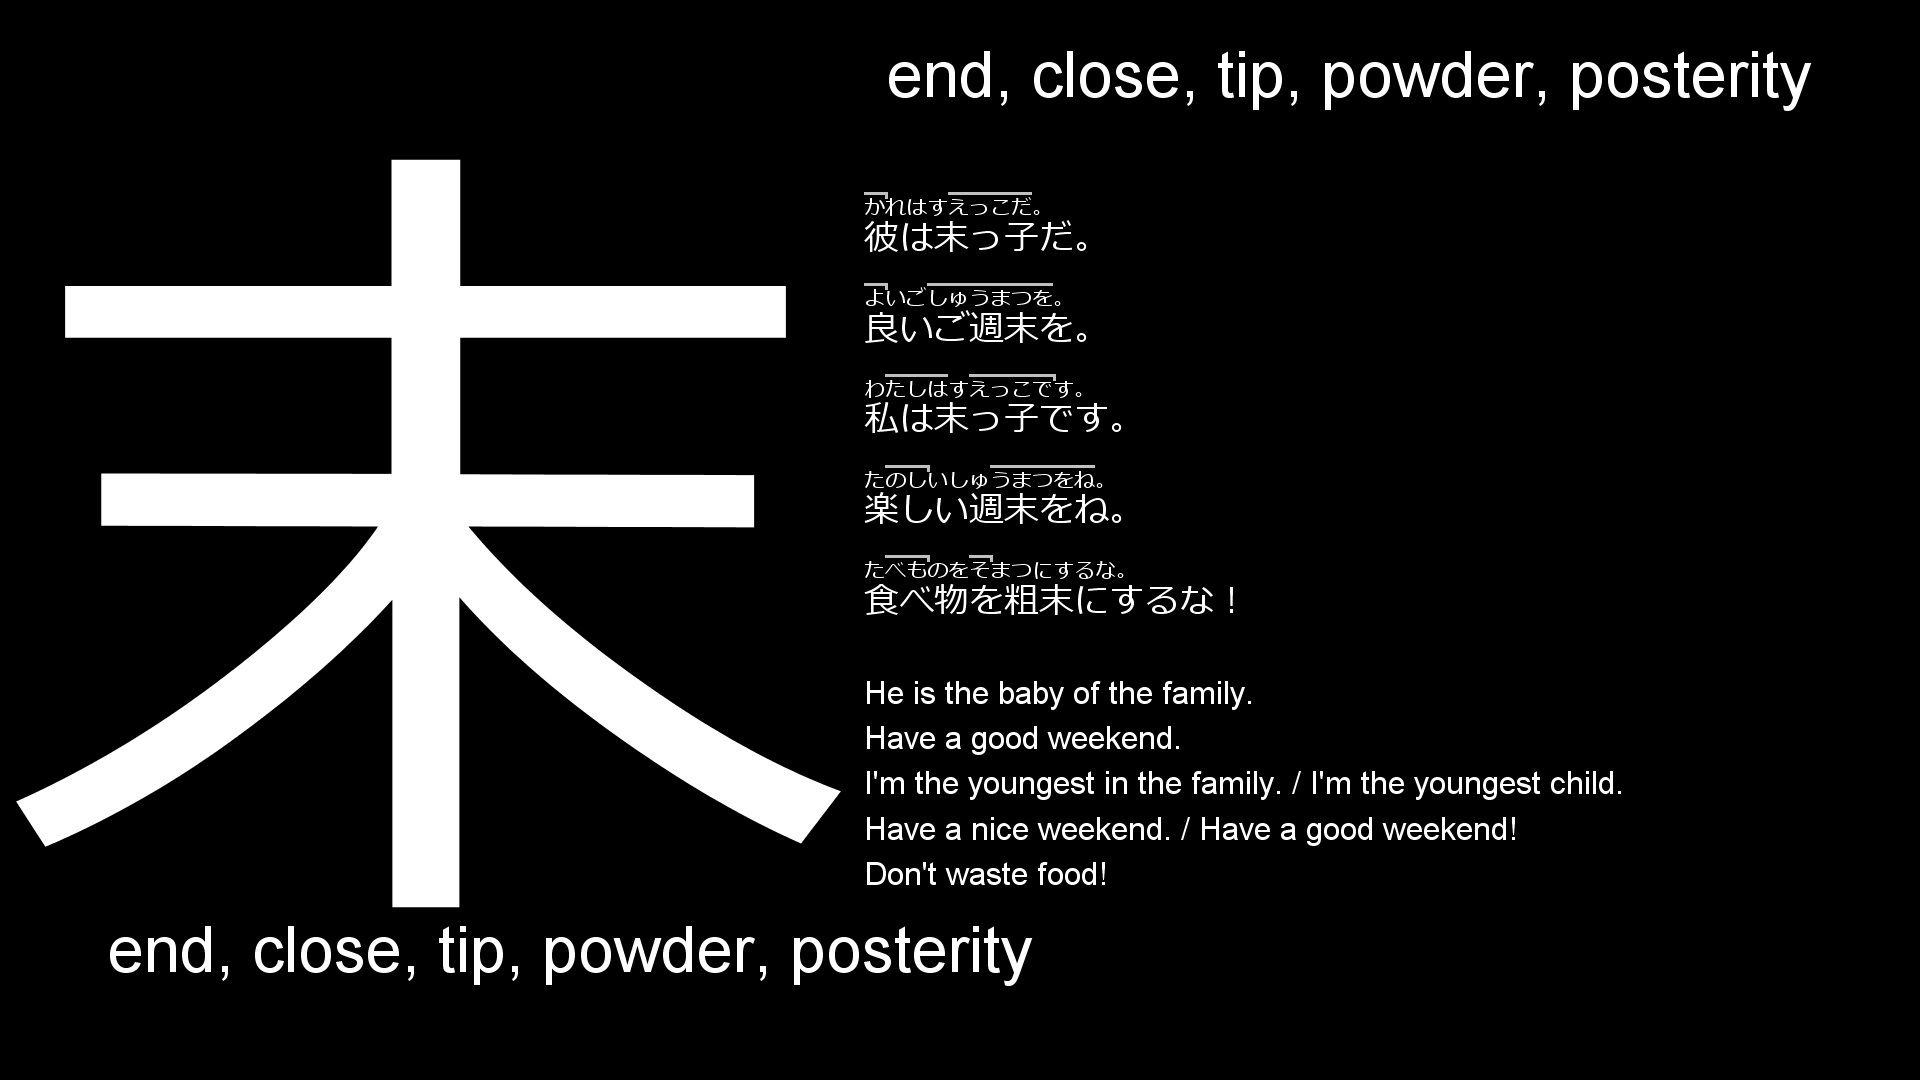 end, close, tip, powder, posterity
末
かれはすえっこだ。
彼は末っ子だ。
よいごしゅうまつを。
良いご週末を。
わたしはすえっこです。
私は末っ子です。
たのしいしゅうまつをね。
楽しい週末をね。
たべものをそまつにするな。
食べ物を粗末にするな！
He is the baby of the family.
Have a good weekend.
I'm the youngest in the family. / I'm the youngest child.
Have a nice weekend. / Have a good weekend!
Don't waste food!
end, close, tip, powder, posterity